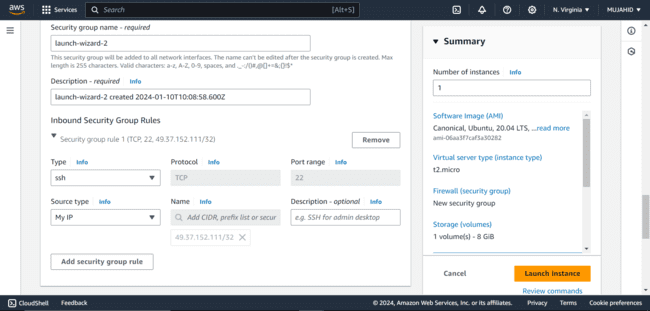 aws
Services
Search
[Alt+S]
N. Virginia
MUJAHID
Security group name - required
launch-wizard-2
This security group will be added to all network interfaces. The name can't be edited after the security group is created. Max
length is 255 characters. Valid characters: a-z, A-Z, 0-9, spaces, and ._-:/()#,@[]+=&;{}!$*
Description - required Info
launch-wizard-2 created 2024-01-10T10:08:58.600Z
Inbound Security Group Rules
Security group rule 1 (TCP, 22, 49.37.152.111/32)
Remove
Type Info
Protocol Info
Port range Info
ssh
TCP
22
Source type Info
Name Info
Description - optional Info
My IP
Add CIDR, prefix list or secur
e.g. SSH for admin desktop
49.37.152.111/32
Add security group rule
Summary
Number of instances Info
1
Software Image (AMI)
Canonical, Ubuntu, 20.04 LTS, ...read more
ami-06aa3f7caf3a30282
Virtual server type (instance type)
t2.micro
Firewall (security group)
New security group
Storage (volumes)
1 volume(s) - 8 GiB
Cancel
Launch instance
Review commands
CloudShell
Feedback
© 2024, Amazon Web Services, Inc. or its affiliates.
Privacy
Terms
Cookie preferences